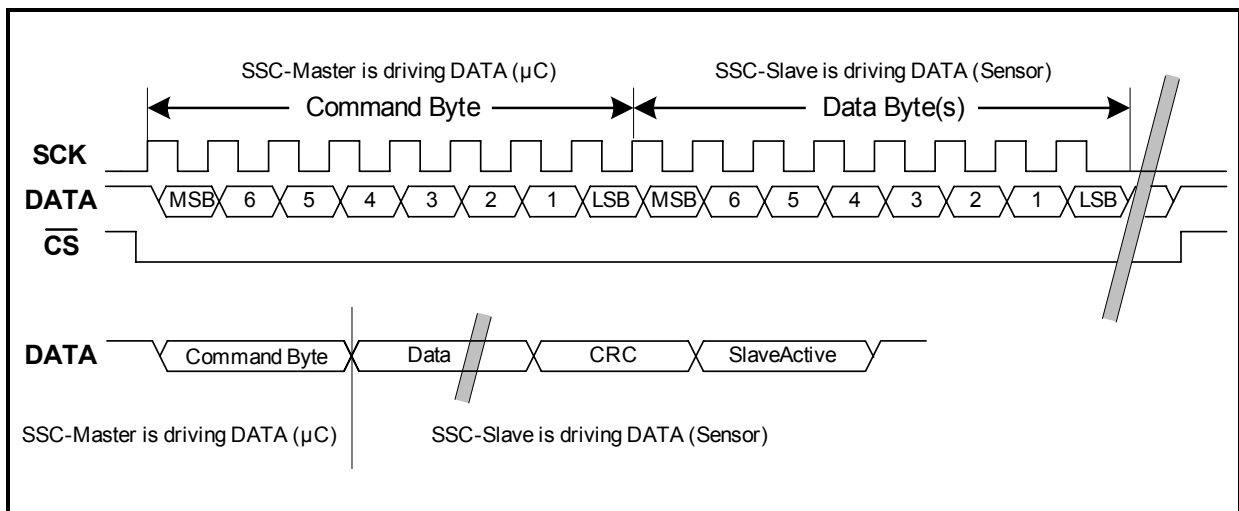 SSC-Master is driving DATA (µC) SSC-Slave is driving DATA (Sensor)
Command Byte Data Byte(s)
SCK
DATA MSB 6 5 4 3 2 1 LSB MSB 6 5 4 3 2 1 LSB
CS
DATA Command Byte Data CRC SlaveActive
SSC-Master is driving DATA (µC) SSC-Slave is driving DATA (Sensor)